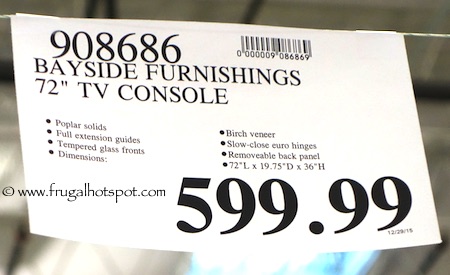 908686
0000009086869
BAYSIDE FURNISHINGS
72" TV CONSOLE
• Poplar solids
• Full extension guides
• Tempered glass fronts
• Dimensions:
• Birch veneer
• Slow-close euro hinges
• Removeable back panel
• 72"L x 19.75"D x 36"H
www.frugalhotspot.com
599.99
12/29/15